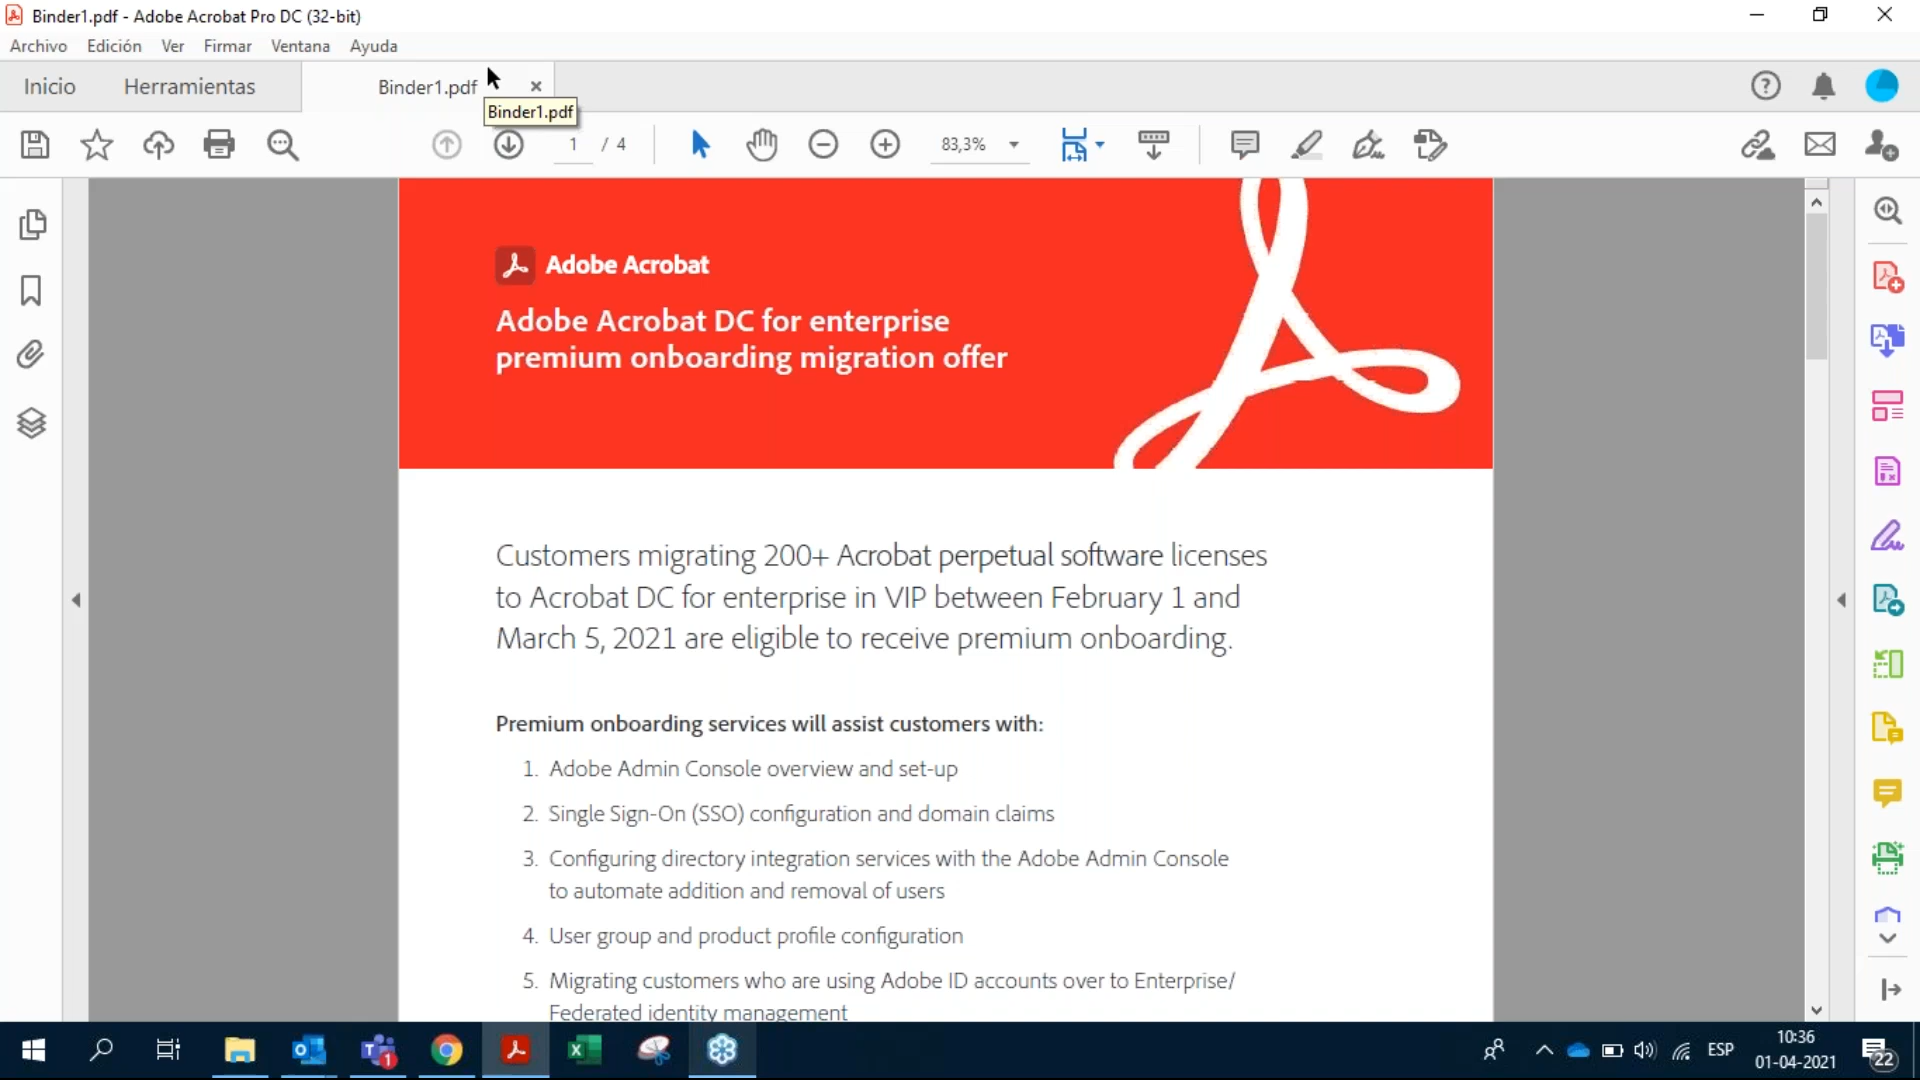 Binder1.pdf - Adobe Acrobat Pro DC (32-bit)
Archivo Edición Ver Firmar Ventana Ayuda
Inicio Herramientas Binder1.pdf
Binder1.pdf
1 / 4 83,3%
Adobe Acrobat
Adobe Acrobat DC for enterprise
premium onboarding migration offer
Customers migrating 200+ Acrobat perpetual software licenses
to Acrobat DC for enterprise in VIP between February 1 and
March 5, 2021 are eligible to receive premium onboarding.
Premium onboarding services will assist customers with:
1. Adobe Admin Console overview and set-up
2. Single Sign-On (SSO) configuration and domain claims
3. Configuring directory integration services with the Adobe Admin Console
to automate addition and removal of users
4. User group and product profile configuration
5. Migrating customers who are using Adobe ID accounts over to Enterprise/
Federated identity management
1
ESP
10:36
01-04-2021
22